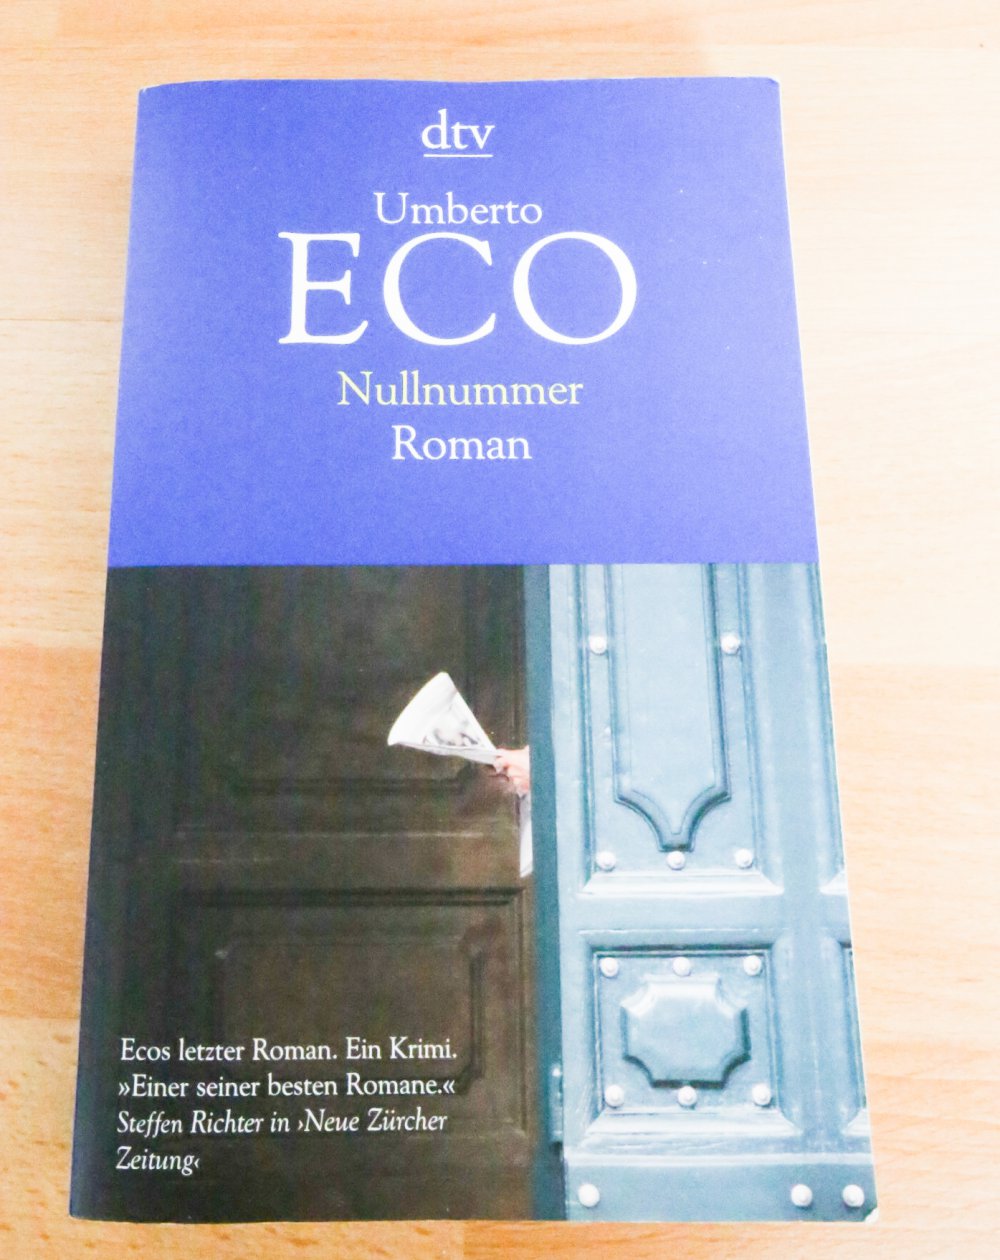 dtv
Umberto
ECO
Nullnummer
Roman
Ecos letzter Roman. Ein Krimi.
»Einer seiner besten Romane.«
Steffen Richter in ›Neue Zürcher
Zeitung‹